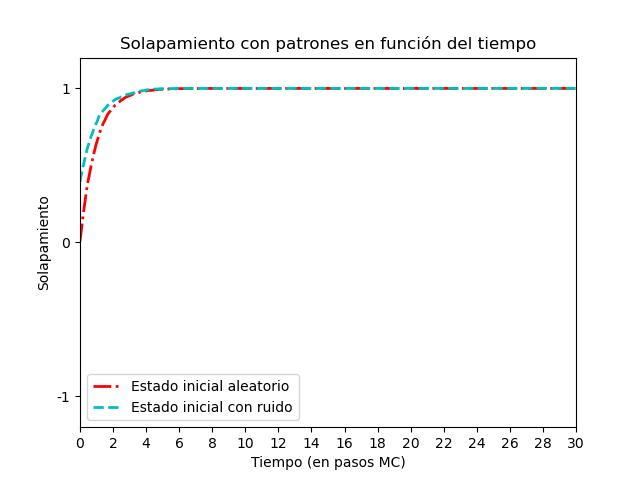 Solapamiento con patrones en función del tiempo
1
0
-1
Solapamiento
Estado inicial aleatorio
Estado inicial con ruido
0 2 4 6 8 10 12 14 16 18 20 22 24 26 28 30
Tiempo (en pasos MC)